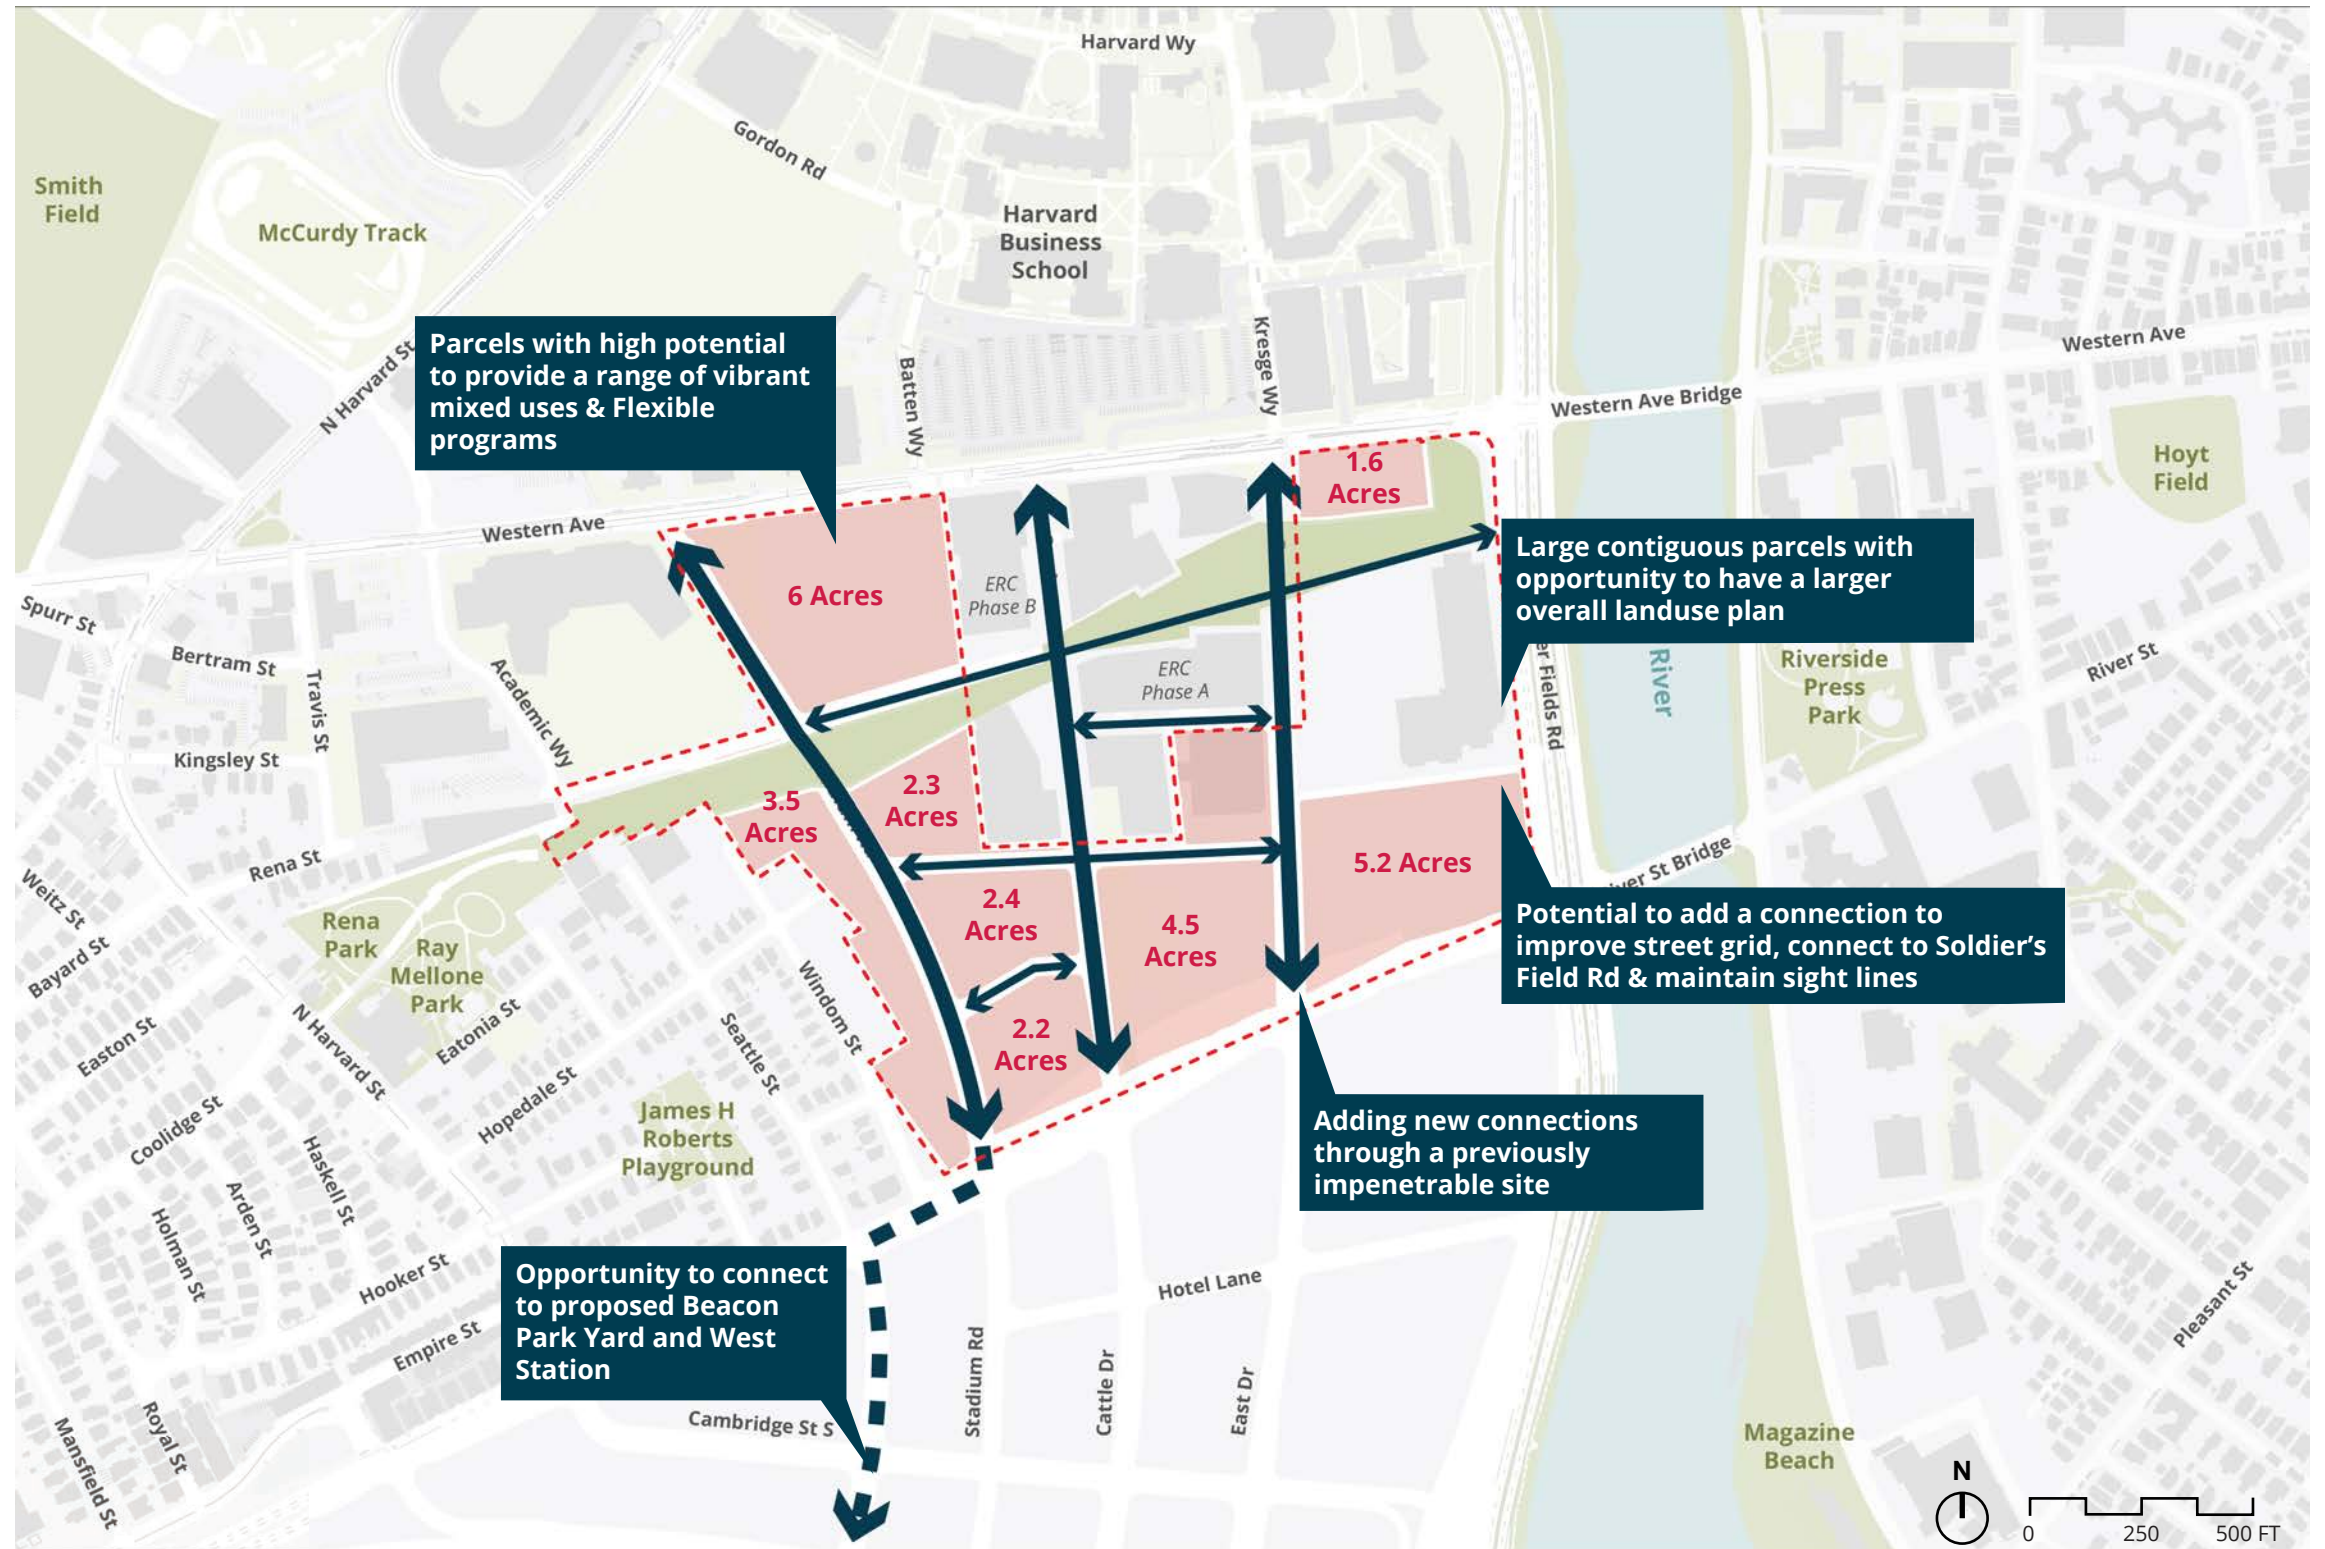 Harvard Wy
Gordon Rd
Smith
Field
McCurdy Track
Harvard
Business
School
N Harvard St
Parcels with high potential
to provide a range of vibrant
mixed uses & Flexible
programs
Batten Wy
Kresge Wy
Western Ave Bridge
Western Ave
Hoyt
Field
1.6
Acres
Western Ave
6 Acres
ERC
Phase B
Large contiguous parcels with
opportunity to have a larger
overall landuse plan
Spurr St
Bertram St
Travis St
Academic Wy
ERC
Phase A
er Fields Rd
River
Riverside
Press
Park
River St
Kingsley St
3.5
Acres
2.3
Acres
Rena St
5.2 Acres
ver St Bridge
Weitz St
Bayard St
Rena
Park
Ray
Mellone
Park
2.4
Acres
4.5
Acres
Potential to add a connection to
improve street grid, connect to Soldier’s
Field Rd & maintain sight lines
Windom St
Easton St
N Harvard St
Eatonia St
Seattle St
2.2
Acres
Coolidge St
Hopedale St
James H
Roberts
Playground
Adding new connections
through a previously
impenetrable site
Haskell St
Arden St
Holman St
Hooker St
Opportunity to connect
to proposed Beacon
Park Yard and West
Station
Hotel Lane
Pleasant St
Empire St
Stadium Rd
Cattle Dr
East Dr
Cambridge St S
Royal St
Mansfield St
Magazine
Beach
N
0 250 500 FT